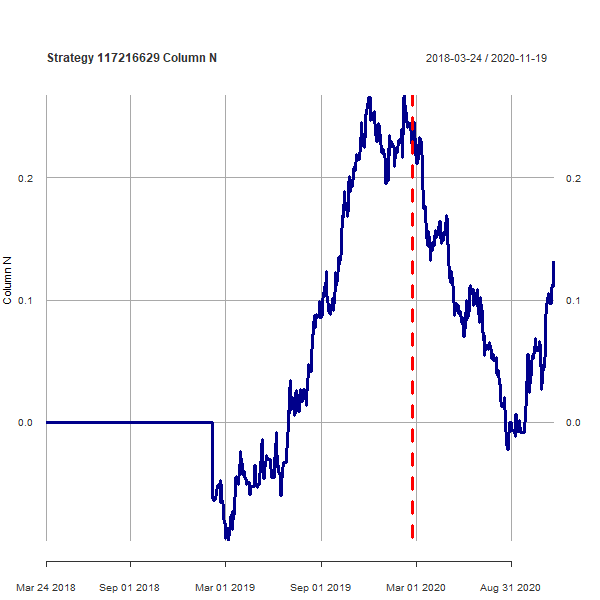 Strategy 117216629 Column N
2018-03-24 / 2020-11-19
Column N
0.2
0.2
0.1
0.1
0.0
0.0
Mar 24 2018
Sep 01 2018
Mar 01 2019
Sep 01 2019
Mar 01 2020
Aug 31 2020